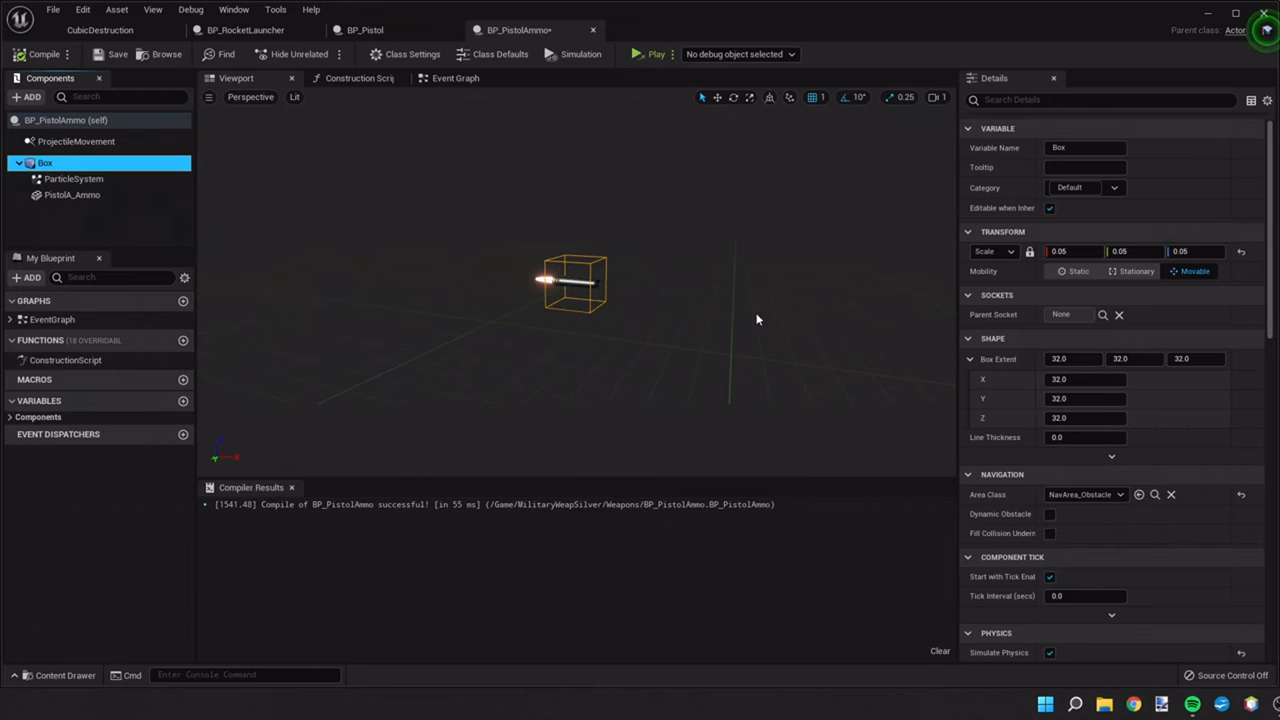 File Edit Asset View Debug Window Tools Help
CubicDestruction BP_RocketLauncher BP_Pistol BP_PistolAmmo•
Parent class: Actor
Compile Save Browse Find Hide Unrelated Class Settings Class Defaults Simulation Play No debug object selected
Components
ADD Search
BP_PistolAmmo (self)
ProjectileMovement
Box
ParticleSystem
PistolA_Ammo
My Blueprint
ADD Search
GRAPHS
EventGraph
FUNCTIONS (18 OVERRIDABL
ConstructionScript
MACROS
VARIABLES
Components
EVENT DISPATCHERS
Viewport Construction Scrip Event Graph
Perspective Lit
1 10° 0.25 1
Compiler Results
[1541.48] Compile of BP_PistolAmmo successful! [in 55 ms] (/Game/MilitaryWeapSilver/Weapons/BP_PistolAmmo.BP_PistolAmmo)
Clear
Details
Search Details
VARIABLE
Variable Name Box
Tooltip
Category Default
Editable when Inher
TRANSFORM
Scale 0.05 0.05 0.05
Mobility Static Stationary Movable
SOCKETS
Parent Socket None
SHAPE
Box Extent 32.0 32.0 32.0
X 32.0
Y 32.0
Z 32.0
Line Thickness 0.0
NAVIGATION
Area Class NavArea_Obstacle
Dynamic Obstacle
Fill Collision Undern
COMPONENT TICK
Start with Tick Enal
Tick Interval (secs) 0.0
PHYSICS
Simulate Physics
Content Drawer Cmd Enter Console Command
Source Control Off